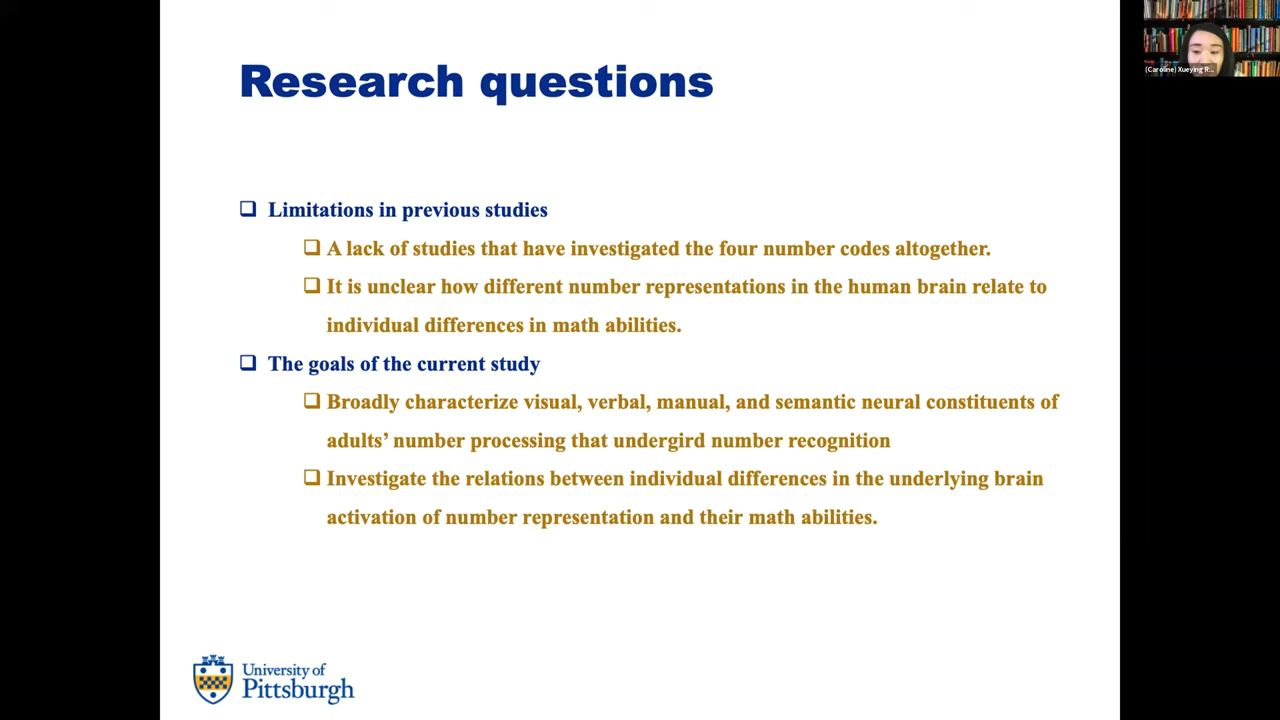 Research questions
(Caroline) Xueying R...
Limitations in previous studies
A lack of studies that have investigated the four number codes altogether.
It is unclear how different number representations in the human brain relate to
individual differences in math abilities.
The goals of the current study
Broadly characterize visual, verbal, manual, and semantic neural constituents of
adults’ number processing that undergird number recognition
Investigate the relations between individual differences in the underlying brain
activation of number representation and their math abilities.
University of
Pittsburgh